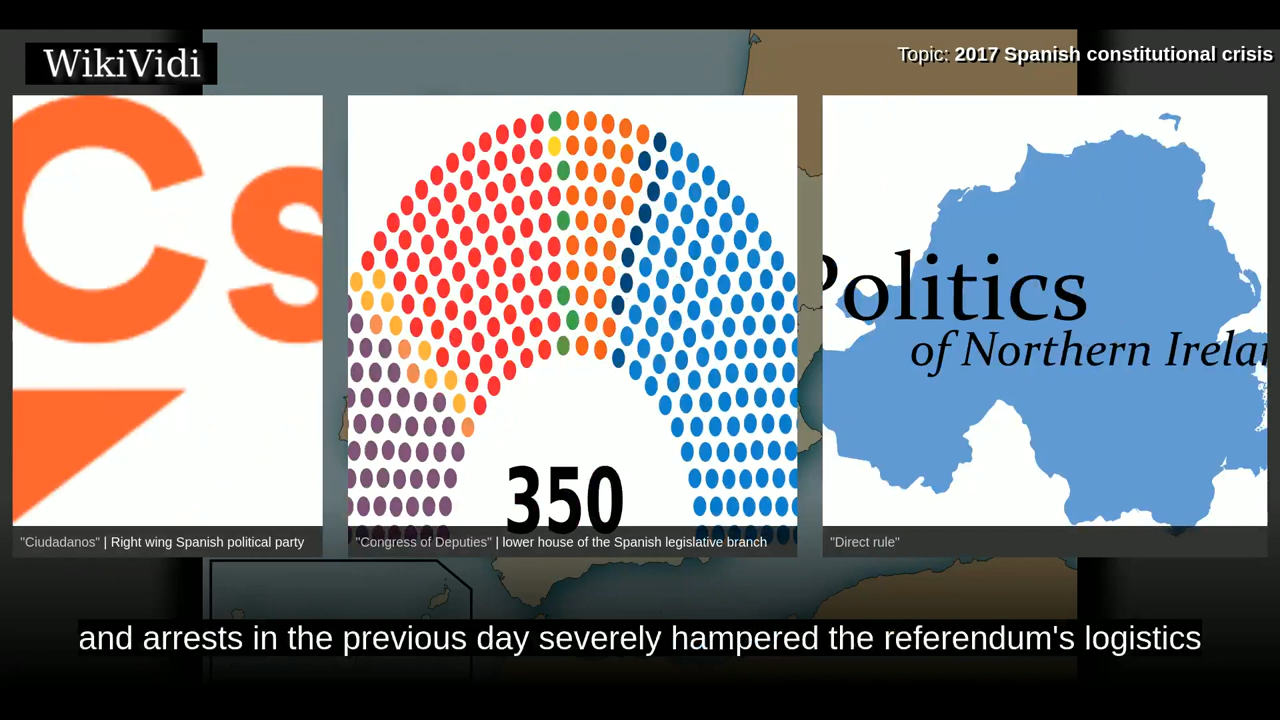 WikiVidi
Topic: 2017 Spanish constitutional crisis
Cs
350
Politics
of Northern Irelan
"Ciudadanos" | Right wing Spanish political party
"Congress of Deputies" | lower house of the Spanish legislative branch
"Direct rule"
and arrests in the previous day severely hampered the referendum's logistics